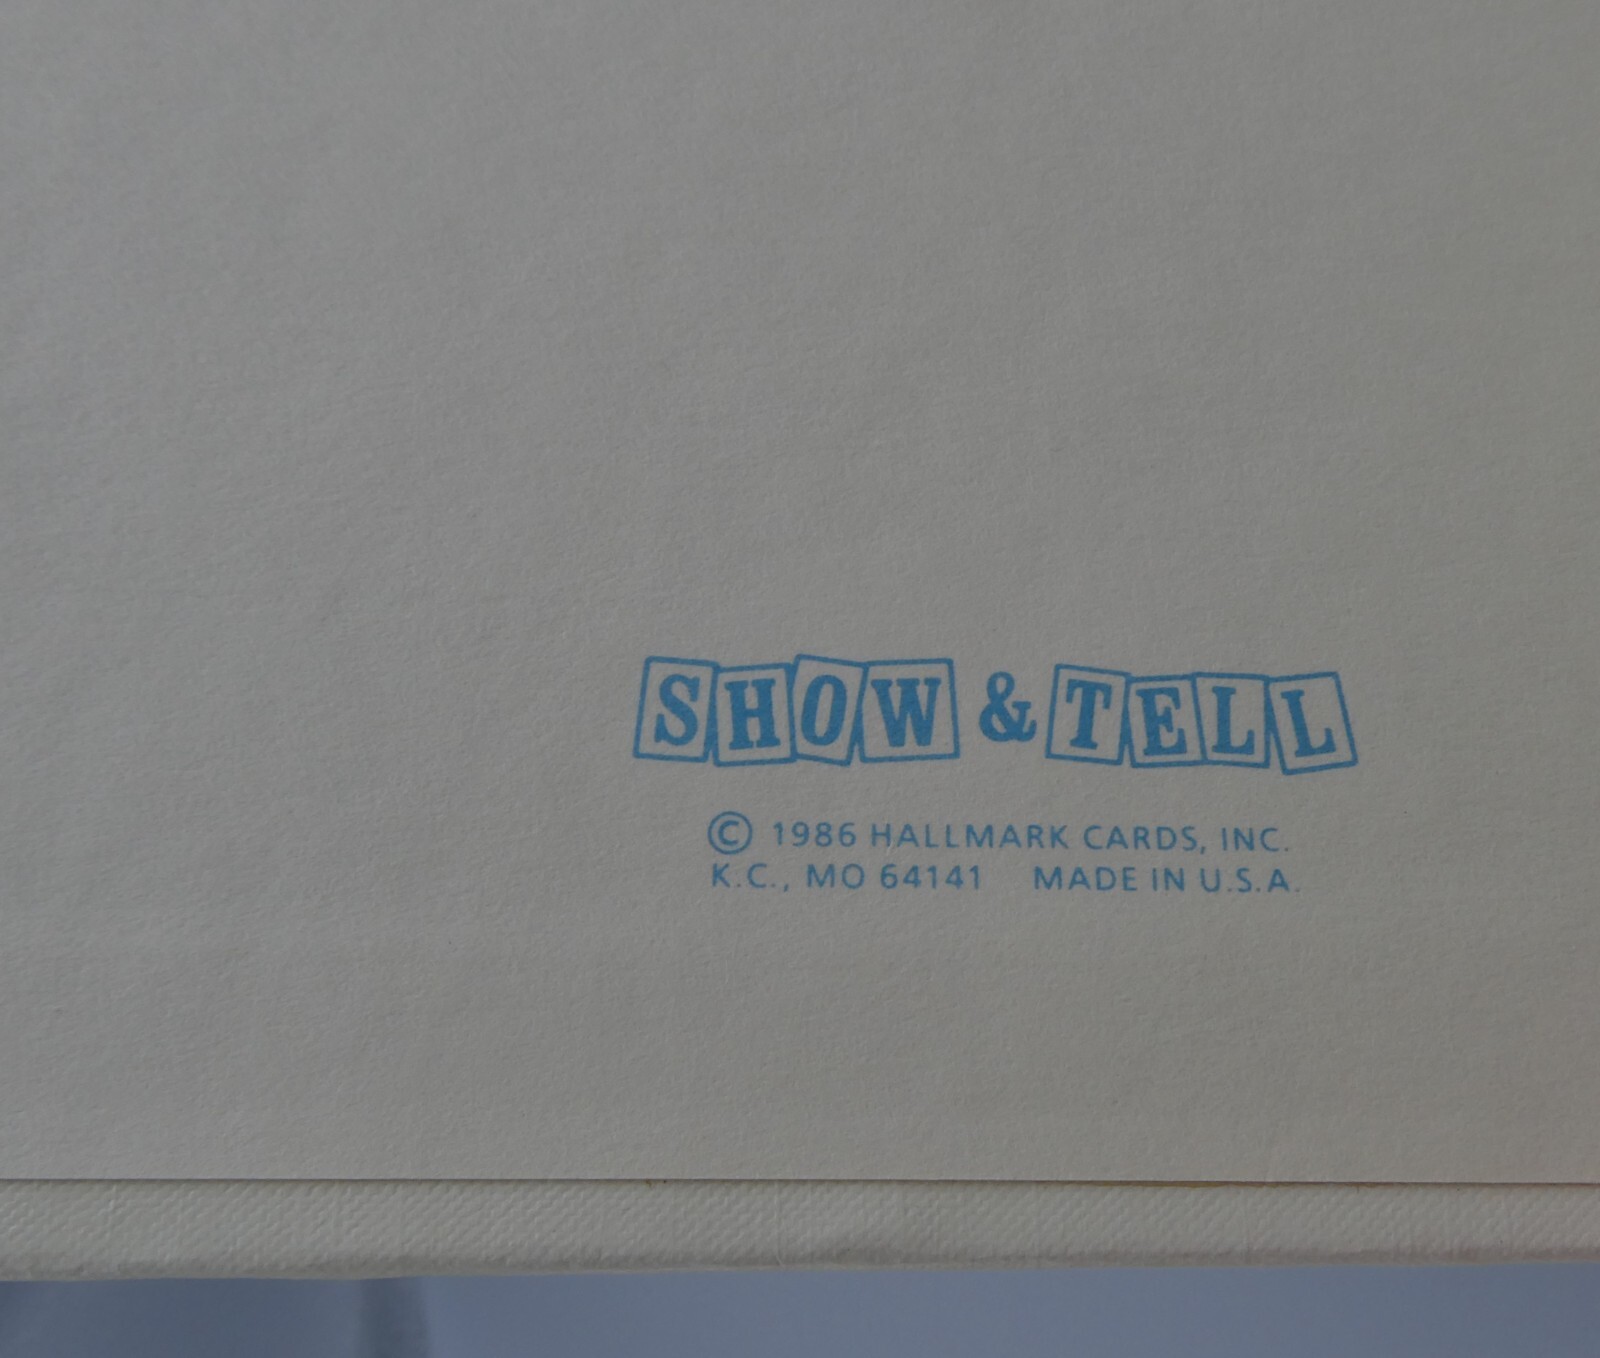 SHOW & TELL
© 1986 HALLMARK CARDS, INC.
K.C., MO 64141 MADE IN U.S.A.